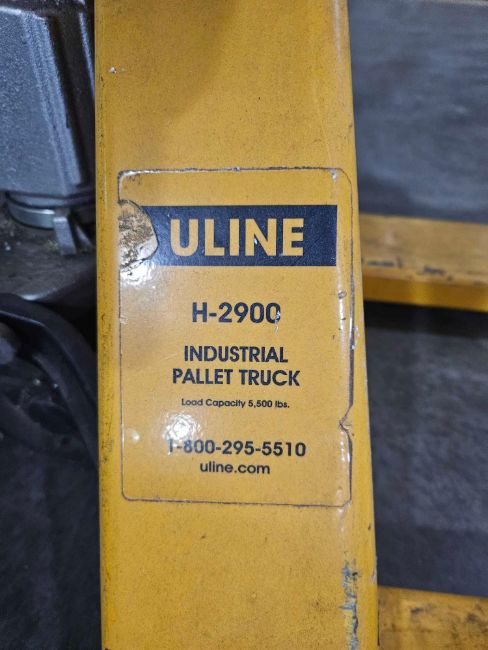 ULINE
H-2900
INDUSTRIAL
PALLET TRUCK
Load Capacity 5,500 lbs.
1-800-295-5510
uline.com